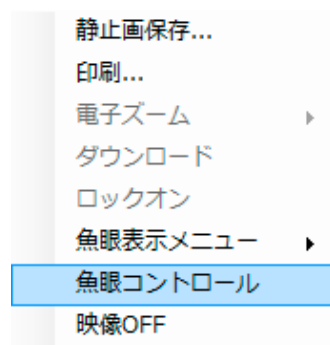 静止画保存...
印刷...
電子ズーム
ダウンロード
ロックオン
魚眼表示メニュー
魚眼コントロール
映像OFF